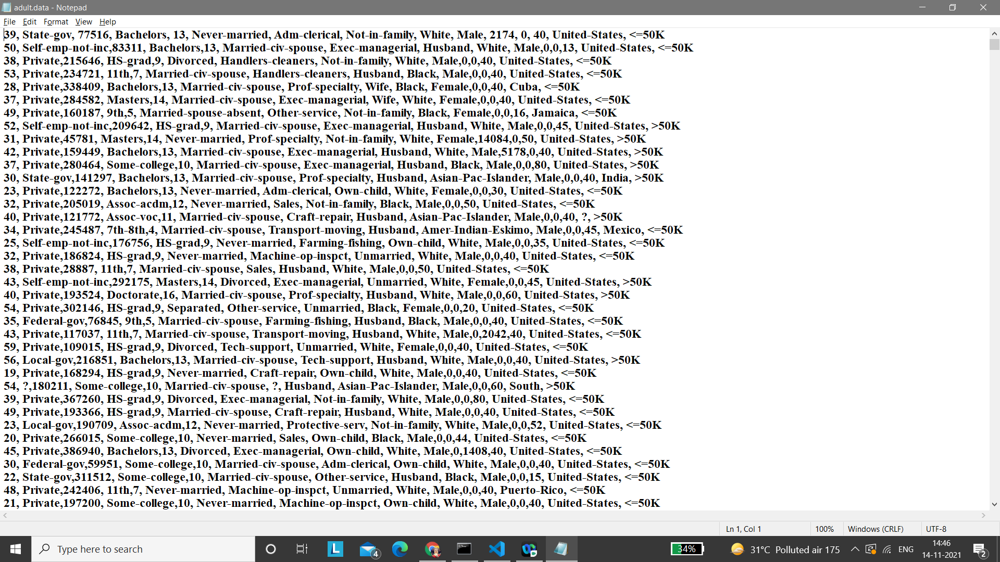 adult.data - Notepad
File Edit Format View Help
39, State-gov, 77516, Bachelors, 13, Never-married, Adm-clerical, Not-in-family, White, Male, 2174, 0, 40, United-States, <=50K
50, Self-emp-not-inc,83311, Bachelors,13, Married-civ-spouse, Exec-managerial, Husband, White, Male,0,0,13, United-States, <=50K
38, Private,215646, HS-grad,9, Divorced, Handlers-cleaners, Not-in-family, White, Male,0,0,40, United-States, <=50K
53, Private,234721, 11th,7, Married-civ-spouse, Handlers-cleaners, Husband, Black, Male,0,0,40, United-States, <=50K
28, Private,338409, Bachelors,13, Married-civ-spouse, Prof-specialty, Wife, Black, Female,0,0,40, Cuba, <=50K
37, Private,284582, Masters,14, Married-civ-spouse, Exec-managerial, Wife, White, Female,0,0,40, United-States, <=50K
49, Private,160187, 9th,5, Married-spouse-absent, Other-service, Not-in-family, Black, Female,0,0,16, Jamaica, <=50K
52, Self-emp-not-inc,209642, HS-grad,9, Married-civ-spouse, Exec-managerial, Husband, White, Male,0,0,45, United-States, >50K
31, Private,45781, Masters,14, Never-married, Prof-specialty, Not-in-family, White, Female,14084,0,50, United-States, >50K
42, Private,159449, Bachelors,13, Married-civ-spouse, Exec-managerial, Husband, White, Male,5178,0,40, United-States, >50K
37, Private,280464, Some-college,10, Married-civ-spouse, Exec-managerial, Husband, Black, Male,0,0,80, United-States, >50K
30, State-gov,141297, Bachelors,13, Married-civ-spouse, Prof-specialty, Husband, Asian-Pac-Islander, Male,0,0,40, India, >50K
23, Private,122272, Bachelors,13, Never-married, Adm-clerical, Own-child, White, Female,0,0,30, United-States, <=50K
32, Private,205019, Assoc-acdm,12, Never-married, Sales, Not-in-family, Black, Male,0,0,50, United-States, <=50K
40, Private,121772, Assoc-voc,11, Married-civ-spouse, Craft-repair, Husband, Asian-Pac-Islander, Male,0,0,40, ?, >50K
34, Private,245487, 7th-8th,4, Married-civ-spouse, Transport-moving, Husband, Amer-Indian-Eskimo, Male,0,0,45, Mexico, <=50K
25, Self-emp-not-inc,176756, HS-grad,9, Never-married, Farming-fishing, Own-child, White, Male,0,0,35, United-States, <=50K
32, Private,186824, HS-grad,9, Never-married, Machine-op-inspct, Unmarried, White, Male,0,0,40, United-States, <=50K
38, Private,28887, 11th,7, Married-civ-spouse, Sales, Husband, White, Male,0,0,50, United-States, <=50K
43, Self-emp-not-inc,292175, Masters,14, Divorced, Exec-managerial, Unmarried, White, Female,0,0,45, United-States, >50K
40, Private,193524, Doctorate,16, Married-civ-spouse, Prof-specialty, Husband, White, Male,0,0,60, United-States, >50K
54, Private,302146, HS-grad,9, Separated, Other-service, Unmarried, Black, Female,0,0,20, United-States, <=50K
35, Federal-gov,76845, 9th,5, Married-civ-spouse, Farming-fishing, Husband, Black, Male,0,0,40, United-States, <=50K
43, Private,117037, 11th,7, Married-civ-spouse, Transport-moving, Husband, White, Male,0,2042,40, United-States, <=50K
59, Private,109015, HS-grad,9, Divorced, Tech-support, Unmarried, White, Female,0,0,40, United-States, <=50K
56, Local-gov,216851, Bachelors,13, Married-civ-spouse, Tech-support, Husband, White, Male,0,0,40, United-States, >50K
19, Private,168294, HS-grad,9, Never-married, Craft-repair, Own-child, White, Male,0,0,40, United-States, <=50K
54, ?,180211, Some-college,10, Married-civ-spouse, ?, Husband, Asian-Pac-Islander, Male,0,0,60, South, >50K
39, Private,367260, HS-grad,9, Divorced, Exec-managerial, Not-in-family, White, Male,0,0,80, United-States, <=50K
49, Private,193366, HS-grad,9, Married-civ-spouse, Craft-repair, Husband, White, Male,0,0,40, United-States, <=50K
23, Local-gov,190709, Assoc-acdm,12, Never-married, Protective-serv, Not-in-family, White, Male,0,0,52, United-States, <=50K
20, Private,266015, Some-college,10, Never-married, Sales, Own-child, Black, Male,0,0,44, United-States, <=50K
45, Private,386940, Bachelors,13, Divorced, Exec-managerial, Own-child, White, Male,0,1408,40, United-States, <=50K
30, Federal-gov,59951, Some-college,10, Married-civ-spouse, Adm-clerical, Own-child, White, Male,0,0,40, United-States, <=50K
22, State-gov,311512, Some-college,10, Married-civ-spouse, Other-service, Husband, Black, Male,0,0,15, United-States, <=50K
48, Private,242406, 11th,7, Never-married, Machine-op-inspct, Unmarried, White, Male,0,0,40, Puerto-Rico, <=50K
21, Private,197200, Some-college,10, Never-married, Machine-op-inspct, Own-child, White, Male,0,0,40, United-States, <=50K
Ln 1, Col 1 100% Windows (CRLF) UTF-8
Type here to search L 4 34% 31°C Polluted air 175 ENG 14:46
14-11-2021 2